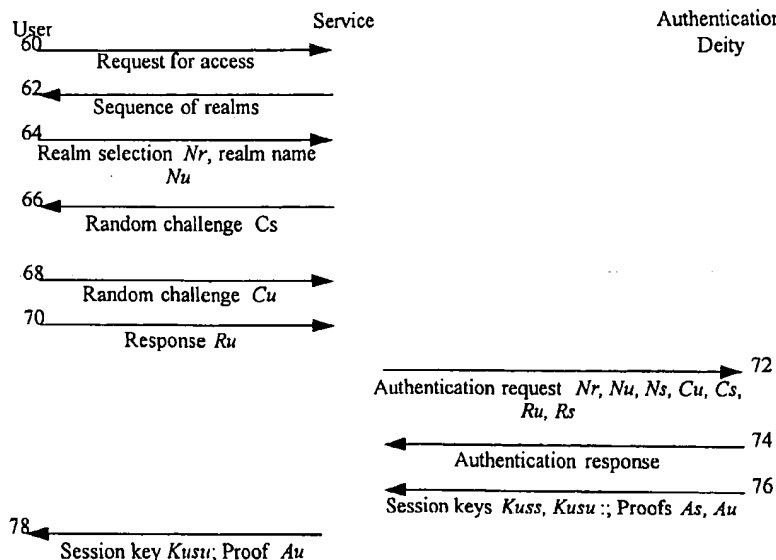 User
Service
Authentication
Deity
60
Request for access
62
Sequence of realms
64
Realm selection Nr, realm name
Nu
66
Random challenge Cs
68
Random challenge Cu
70
Response Ru
72
Authentication request Nr, Nu, Ns, Cu, Cs,
Ru, Rs
74
Authentication response
76
Session keys Kuss, Kusu :; Proofs As, Au
78
Session key Kusu; Proof Au